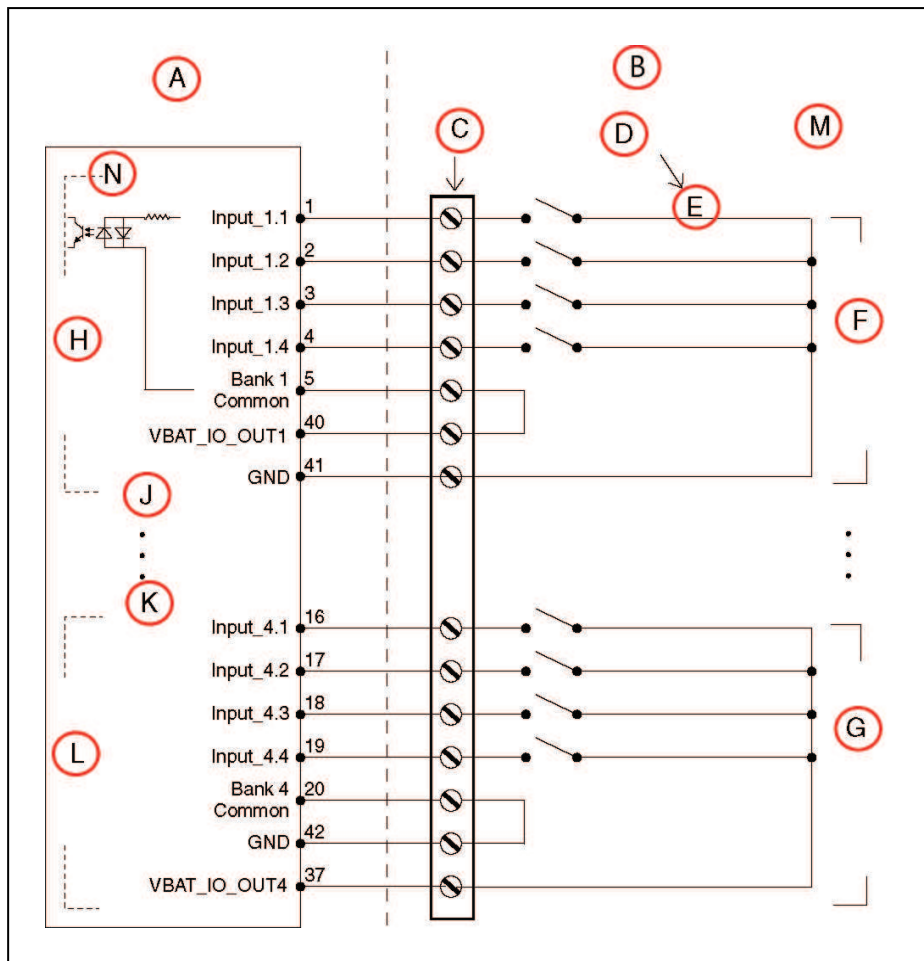 A
B
C
D
M
N
E
Input_1.1 1
Input_1.2 2
Input_1.3 3
F
H
Input_1.4 4
Bank 1
Common 5
VBAT_IO_OUT1 40
GND 41
J
K
Input_4.1 16
Input_4.2 17
Input_4.3 18
G
L
Input_4.4 19
Bank 4
Common 20
GND 42
VBAT_IO_OUT4 37